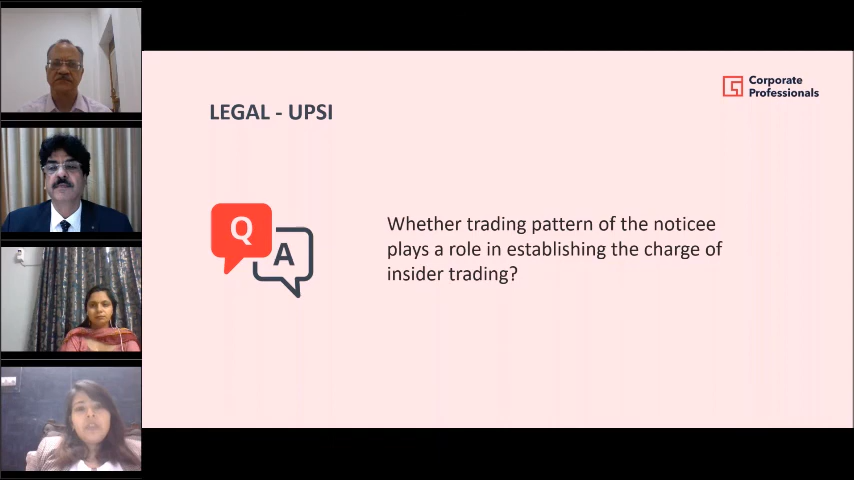 Corporate
Professionals
LEGAL - UPSI
Q
A
Whether trading pattern of the noticee
plays a role in establishing the charge of
insider trading?